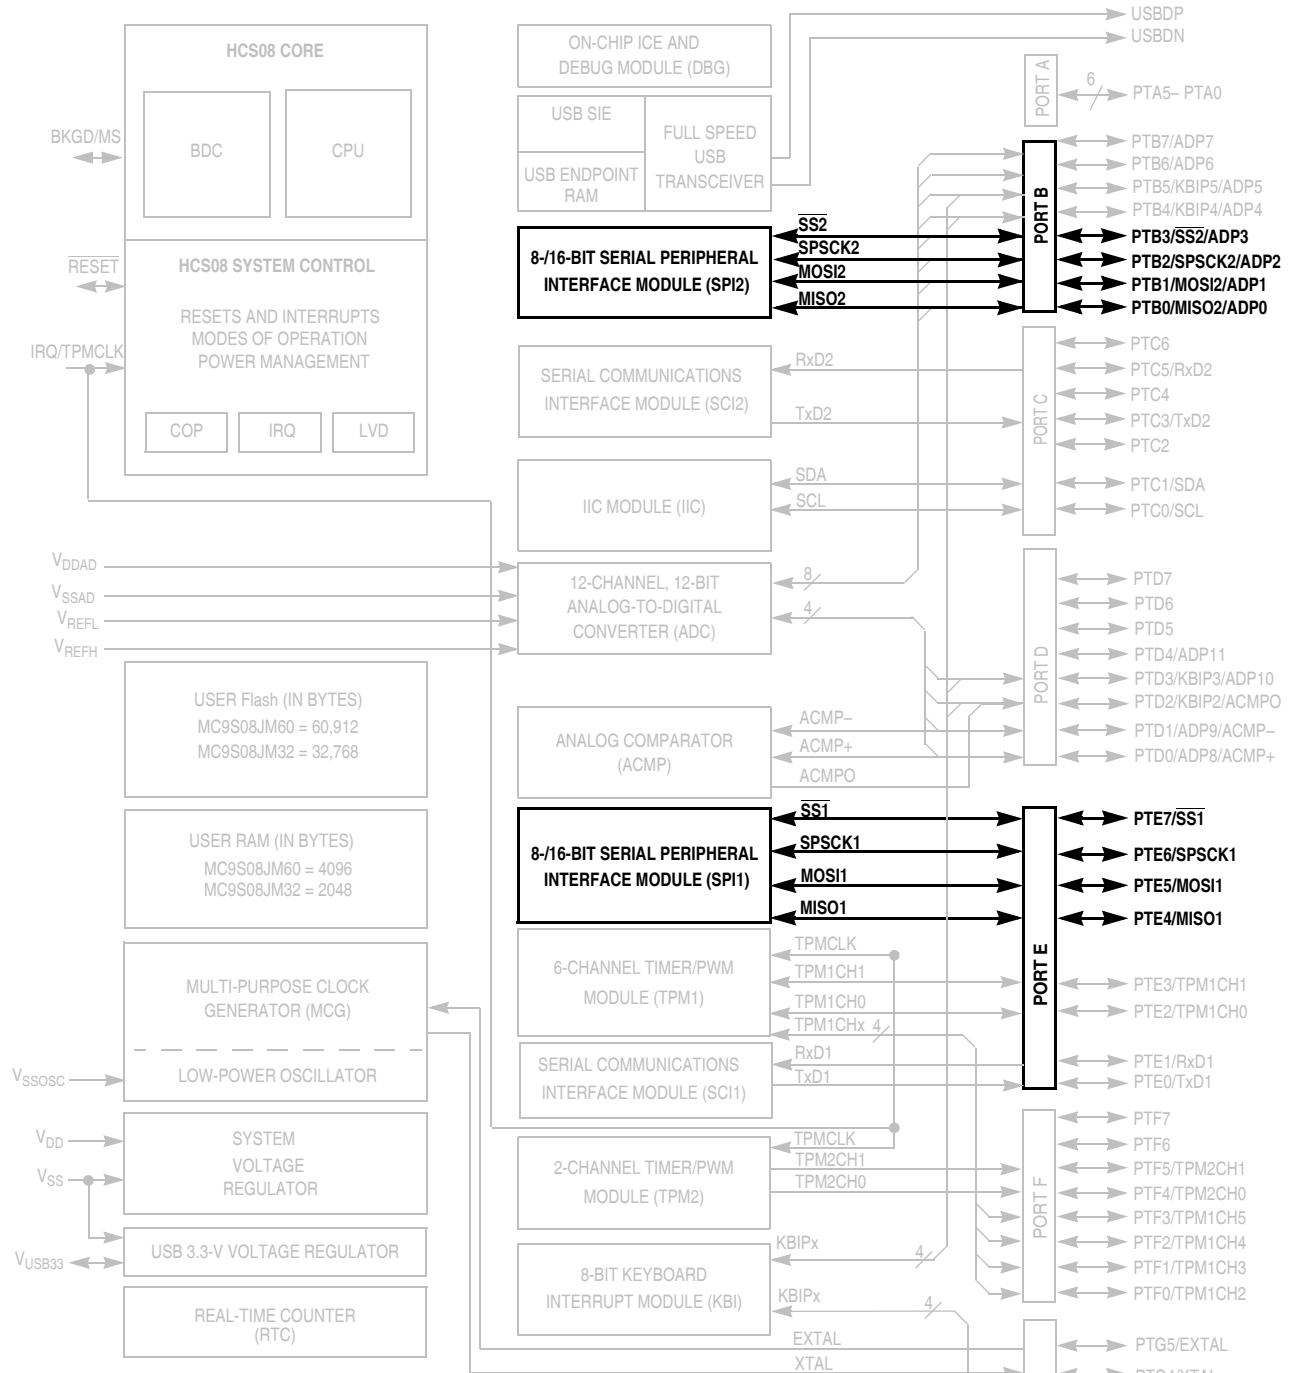 HCS08 CORE
BDC
CPU
BKGD/MS
RESET
HCS08 SYSTEM CONTROL
RESETS AND INTERRUPTS
MODES OF OPERATION
POWER MANAGEMENT
IRQ/TPMCLK
COP
IRQ
LVD
VDDAD
VSSAD
VREFL
VREFH
USER Flash (IN BYTES)
MC9S08JM60 = 60,912
MC9S08JM32 = 32,768
USER RAM (IN BYTES)
MC9S08JM60 = 4096
MC9S08JM32 = 2048
MULTI-PURPOSE CLOCK
GENERATOR (MCG)
LOW-POWER OSCILLATOR
VSSOSC
VDD
VSS
SYSTEM
VOLTAGE
REGULATOR
VUSB33
USB 3.3-V VOLTAGE REGULATOR
REAL-TIME COUNTER
(RTC)
ON-CHIP ICE AND
DEBUG MODULE (DBG)
USB SIE
USB ENDPOINT
RAM
FULL SPEED
USB
TRANSCEIVER
8-/16-BIT SERIAL PERIPHERAL
INTERFACE MODULE (SPI2)
SS2
SPSCK2
MOSI2
MISO2
SERIAL COMMUNICATIONS
INTERFACE MODULE (SCI2)
RxD2
TxD2
IIC MODULE (IIC)
SDA
SCL
12-CHANNEL, 12-BIT
ANALOG-TO-DIGITAL
CONVERTER (ADC)
8
4
ANALOG COMPARATOR
(ACMP)
ACMP–
ACMP+
ACMPO
8-/16-BIT SERIAL PERIPHERAL
INTERFACE MODULE (SPI1)
SS1
SPSCK1
MOSI1
MISO1
6-CHANNEL TIMER/PWM
MODULE (TPM1)
TPMCLK
TPM1CH1
TPM1CH0
TPM1CHx 4
SERIAL COMMUNICATIONS
INTERFACE MODULE (SCI1)
RxD1
TxD1
2-CHANNEL TIMER/PWM
MODULE (TPM2)
TPMCLK
TPM2CH1
TPM2CH0
8-BIT KEYBOARD
INTERRUPT MODULE (KBI)
KBIPx
4
KBIPx
4
EXTAL
XTAL
USBDP
USBDN
PORT A
6
PTA5– PTA0
PORT B
PTB7/ADP7
PTB6/ADP6
PTB5/KBIP5/ADP5
PTB4/KBIP4/ADP4
PTB3/SS2/ADP3
PTB2/SPSCK2/ADP2
PTB1/MOSI2/ADP1
PTB0/MISO2/ADP0
PORT C
PTC6
PTC5/RxD2
PTC4
PTC3/TxD2
PTC2
PTC1/SDA
PTC0/SCL
PORT D
PTD7
PTD6
PTD5
PTD4/ADP11
PTD3/KBIP3/ADP10
PTD2/KBIP2/ACMPO
PTD1/ADP9/ACMP–
PTD0/ADP8/ACMP+
PORT E
PTE7/SS1
PTE6/SPSCK1
PTE5/MOSI1
PTE4/MISO1
PTE3/TPM1CH1
PTE2/TPM1CH0
PTE1/RxD1
PTE0/TxD1
PORT F
PTF7
PTF6
PTF5/TPM2CH1
PTF4/TPM2CH0
PTF3/TPM1CH5
PTF2/TPM1CH4
PTF1/TPM1CH3
PTF0/TPM1CH2
PTG5/EXTAL